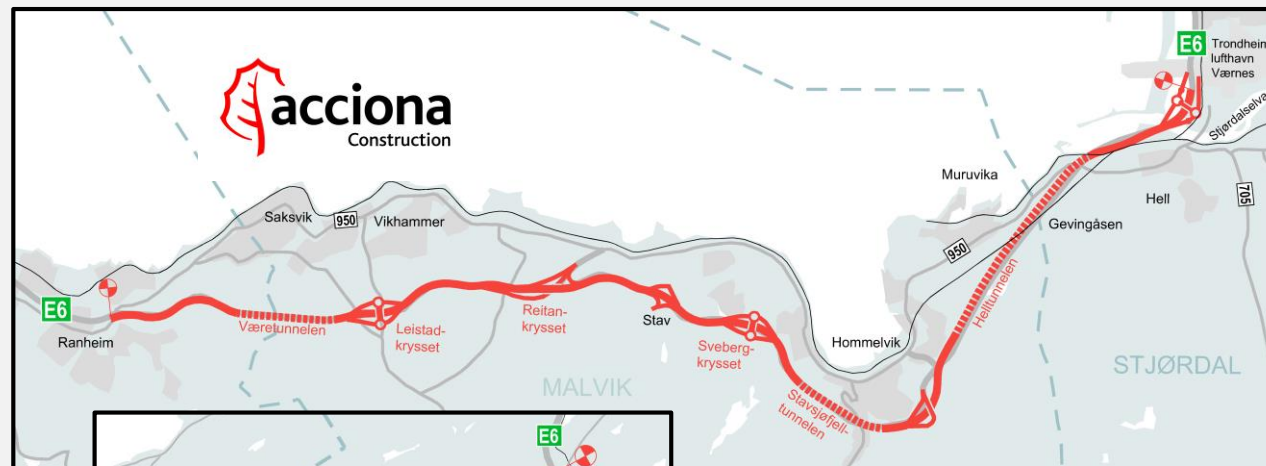 acciona
Construction
E6
Trondheim
lufthavn
Værnes
Stjørdalselva
Muruvika
Hell
705
Saksvik
950
Vikhammer
Gevingåsen
950
Helltunnelen
E6
Ranheim
Væretunnelen
Leistad-
krysset
Reitan-
krysset
Stav
Sveberg-
krysset
Hommelvik
STJØRDAL
MALVIK
Stavsjøfjell-
tunnelen
E6